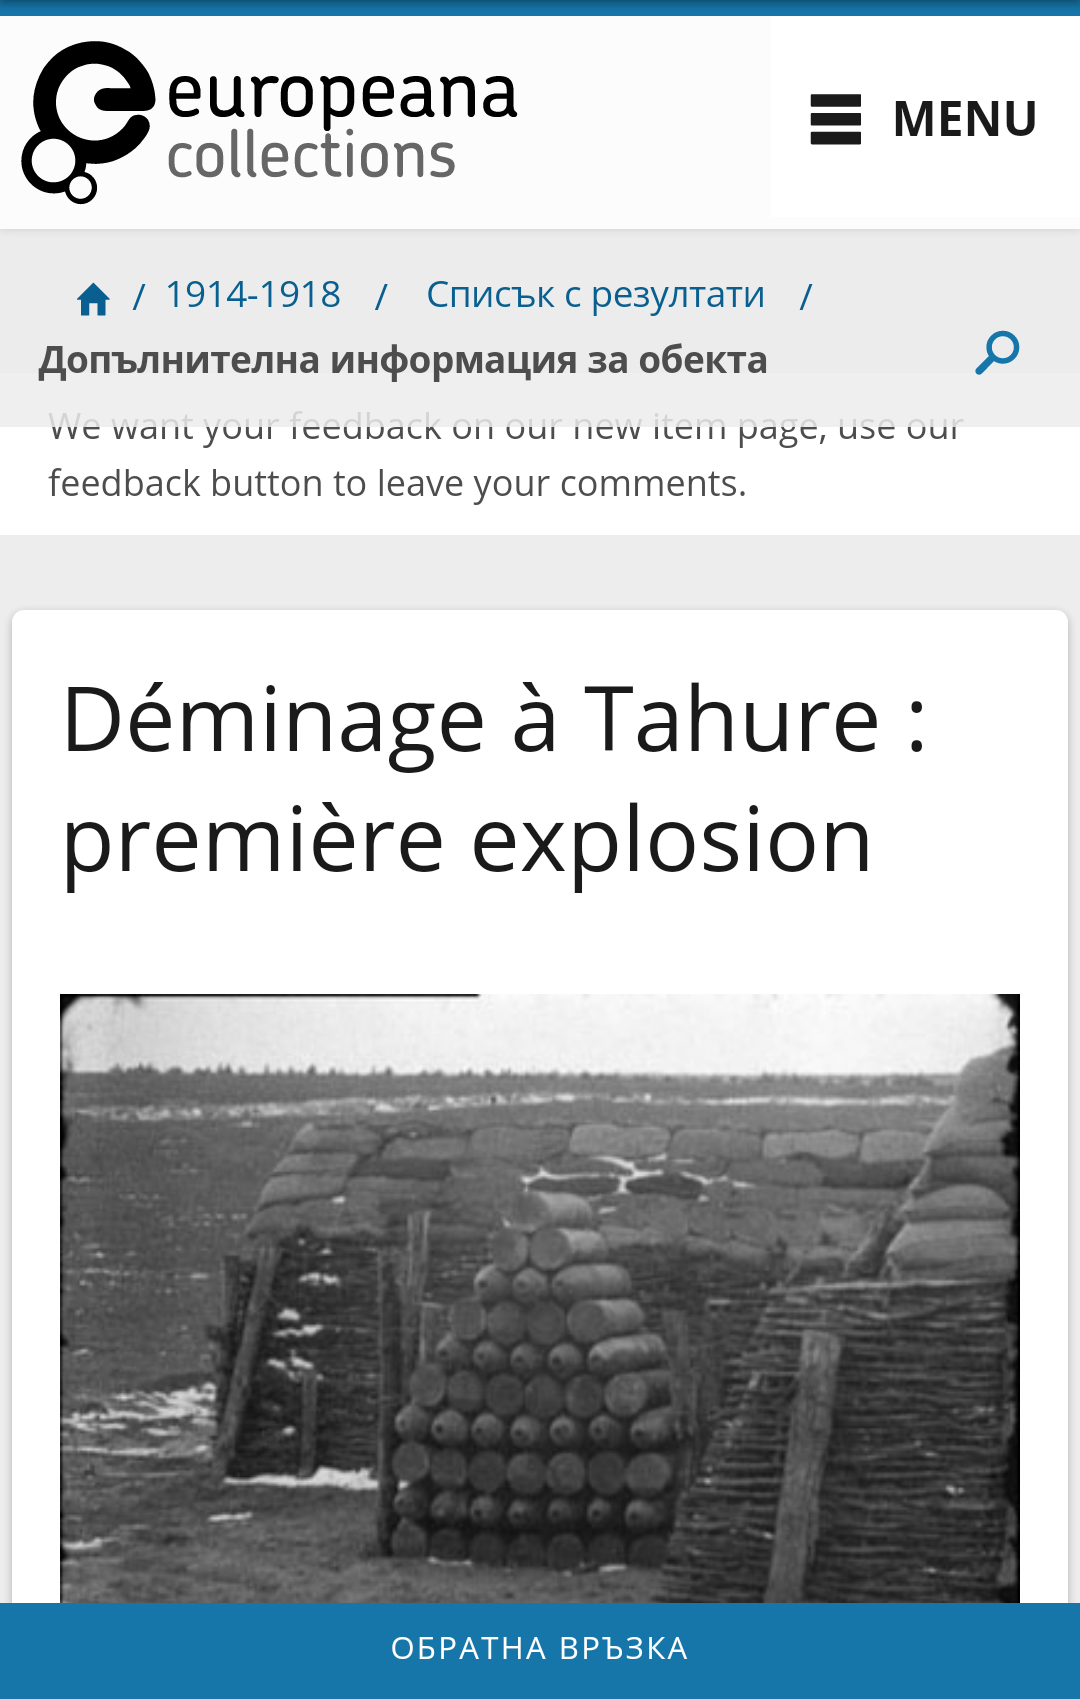 europeana
collections
MENU
/ 1914-1918 / Списък с резултати /
Допълнителна информация за обекта
We want your feedback on our new item page, use our
feedback button to leave your comments.
Déminage à Tahure :
première explosion
ОБРАТНА ВРЪЗКА